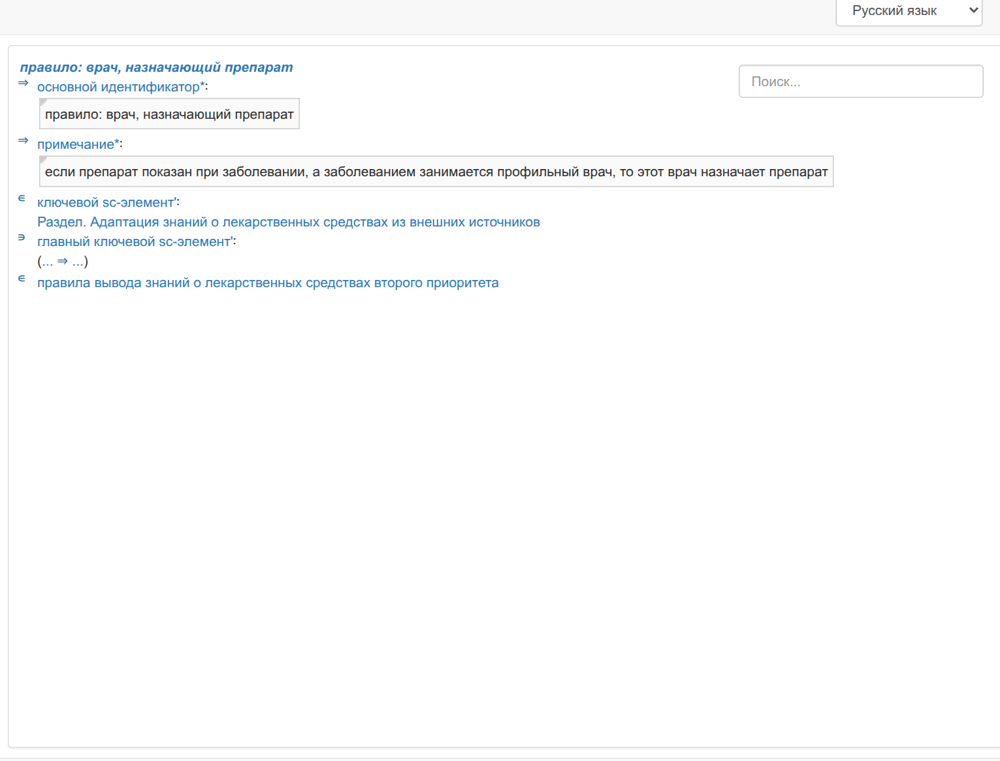 Русский язык
правило: врач, назначающий препарат
Поиск...
⇒ основной идентификатор*:
правило: врач, назначающий препарат
⇒ примечание*:
если препарат показан при заболевании, а заболеванием занимается профильный врач, то этот врач назначает препарат
∈ ключевой sc-элемент':
Раздел. Адаптация знаний о лекарственных средствах из внешних источников
∋ главный ключевой sc-элемент':
(... ⇒ ...)
∈ правила вывода знаний о лекарственных средствах второго приоритета